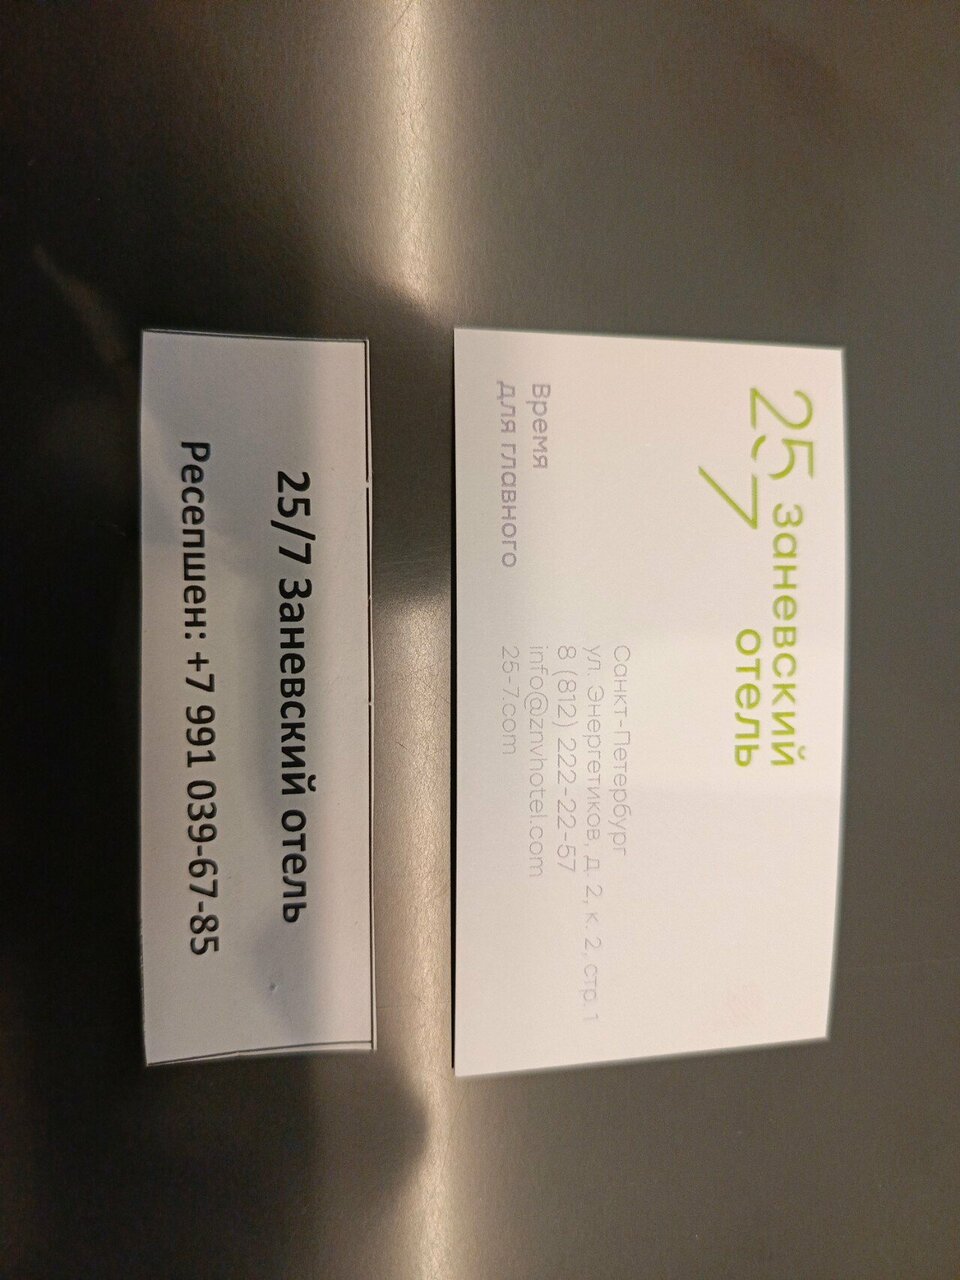 25/7 Заневский
отель
Санкт-Петербург
ул. Энергетиков, д. 2, к. 2, стр. 1
8 (812) 222-22-57
info@znvhotel.com
25-7.com
Время
для главного
25/7 Заневский отель
Ресепшен: +7 991 039-67-85